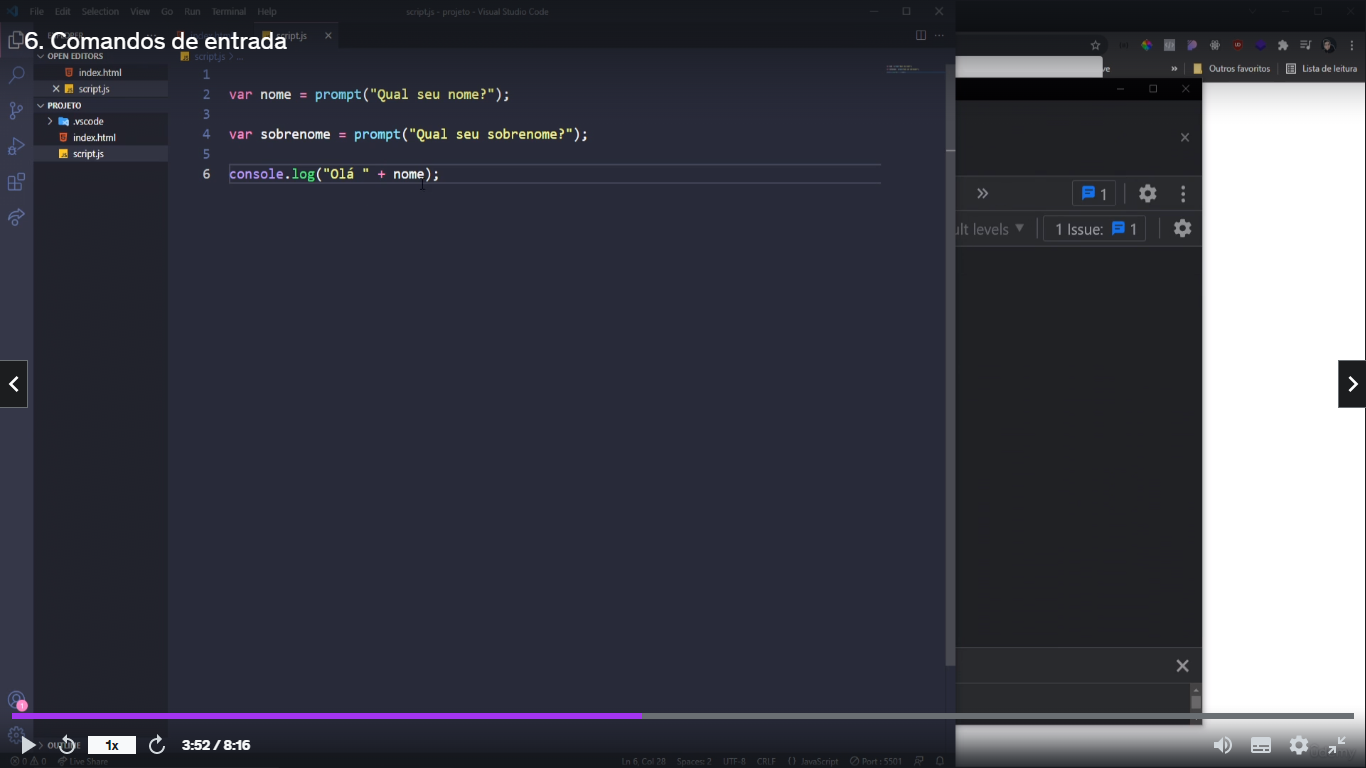 File Edit Selection View Go Run Terminal Help
script.js - projeto - Visual Studio Code
6. Comandos de entrada
script.js
OPEN EDITORS
index.html
script.js
PROJETO
.vscode
index.html
script.js
script.js > ...
1
2 var nome = prompt("Qual seu nome?");
3
4 var sobrenome = prompt("Qual seu sobrenome?");
5
6 console.log("Olá " + nome);
Outros favoritos
Lista de leitura
1
ult levels
1 Issue: 1
1
OUTLINE
1x
3:52 / 8:16
0 0 Live Share
Ln 6, Col 28 Spaces: 2 UTF-8 CRLF {} JavaScript Port : 5501